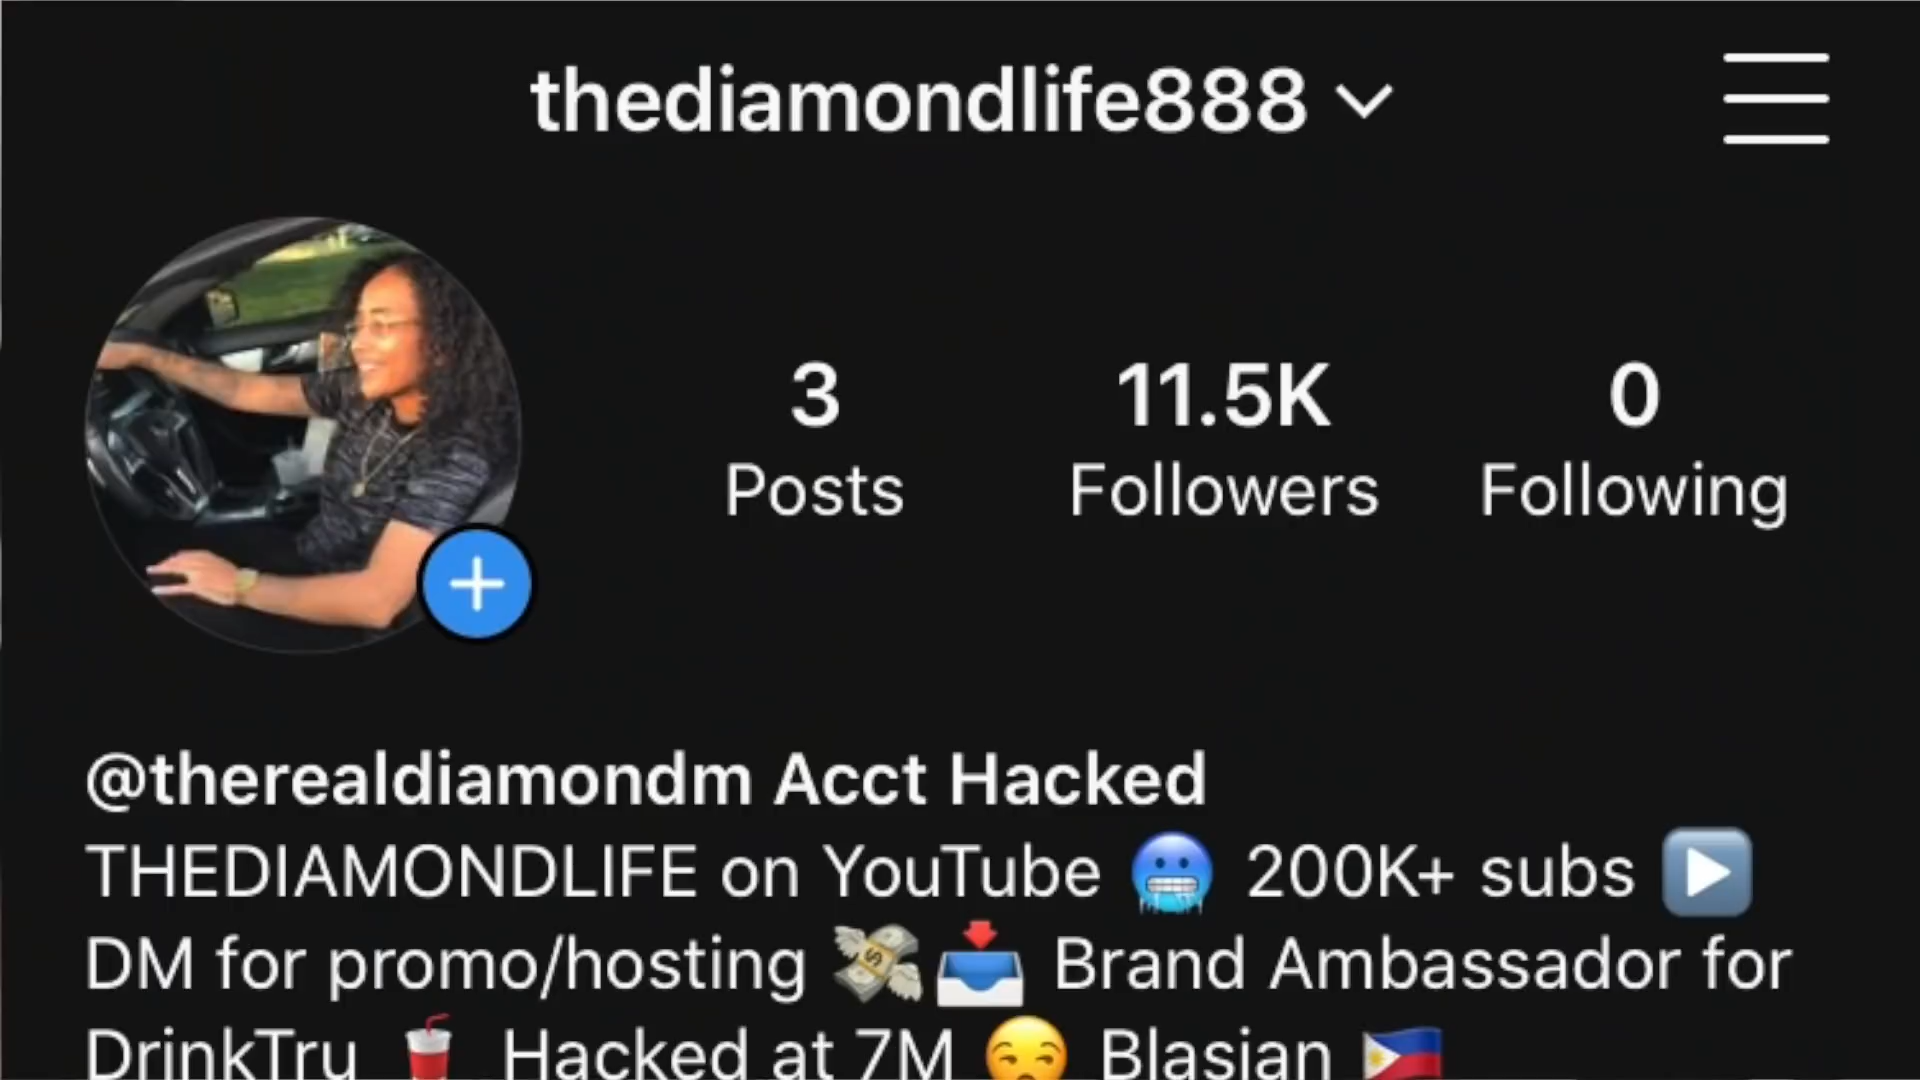 thediamondlife888
3 11.5K 0
Posts Followers Following
@therealdiamondm Acct Hacked
THEDIAMONDLIFE on YouTube 🥶 200K+ subs ▶️
DM for promo/hosting 💸📥 Brand Ambassador for
DrinkTru 🥤 Hacked at 7M 😒 Blasian 🇵🇭